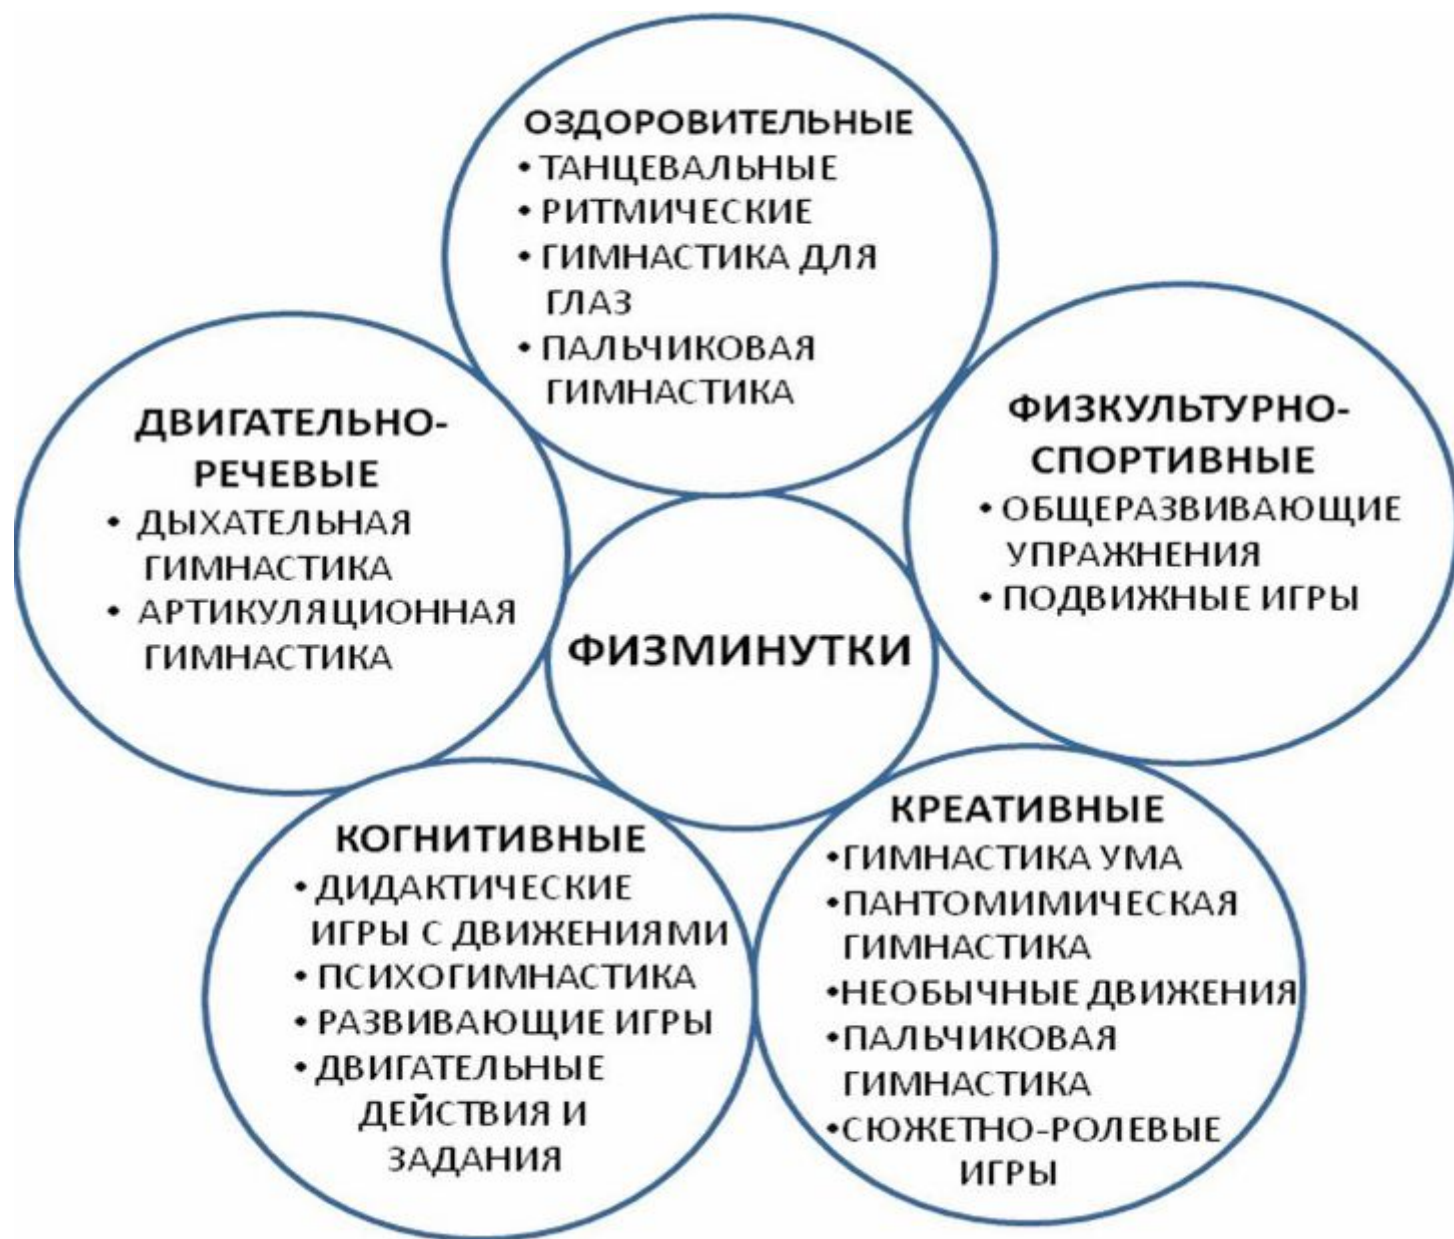 ОЗДОРОВИТЕЛЬНЫЕ
• ТАНЦЕВАЛЬНЫЕ
• РИТМИЧЕСКИЕ
• ГИМНАСТИКА ДЛЯ
ГЛАЗ
• ПАЛЬЧИКОВАЯ
ГИМНАСТИКА
ФИЗКУЛЬТУРНО-
СПОРТИВНЫЕ
• ОБЩЕРАЗВИВАЮЩИЕ
УПРАЖНЕНИЯ
• ПОДВИЖНЫЕ ИГРЫ
ДВИГАТЕЛЬНО-
РЕЧЕВЫЕ
• ДЫХАТЕЛЬНАЯ
ГИМНАСТИКА
• АРТИКУЛЯЦИОННАЯ
ГИМНАСТИКА
ФИЗМИНУТКИ
КОГНИТИВНЫЕ
• ДИДАКТИЧЕСКИЕ
ИГРЫ С ДВИЖЕНИЯМИ
• ПСИХОГИМНАСТИКА
• РАЗВИВАЮЩИЕ ИГРЫ
• ДВИГАТЕЛЬНЫЕ
ДЕЙСТВИЯ И
ЗАДАНИЯ
КРЕАТИВНЫЕ
•ГИМНАСТИКА УМА
•ПАНТОМИМИЧЕСКАЯ
ГИМНАСТИКА
•НЕОБЫЧНЫЕ ДВИЖЕНИЯ
•ПАЛЬЧИКОВАЯ
ГИМНАСТИКА
•СЮЖЕТНО-РОЛЕВЫЕ
ИГРЫ